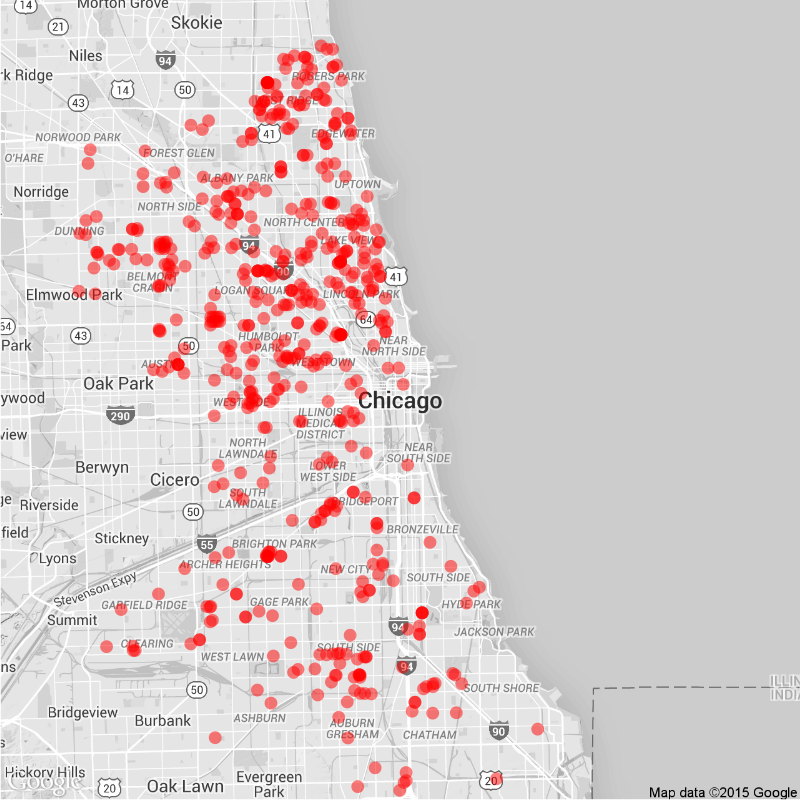 Morton Grove
14
21
Skokie
Niles
94
rk Ridge
ROGERS PARK
14
50
43
WEST RIDGE
41
EDGEWATER
NORWOOD PARK
O'HARE
FOREST GLEN
ALBANY PARK
UPTOWN
Norridge
NORTH SIDE
NORTH CENTER
DUNNING
94
LAKE VIEW
90
41
BELMONT
CRAGIN
Elmwood Park
LOGAN SQUARE
LINCOLN PARK
64
64
43
HUMBOLDT
PARK
Park
50
NEAR
NORTH SIDE
AUSTIN
WEST TOWN
Oak Park
ywood
WEST SIDE
Chicago
290
ILLINOIS
MEDICAL
DISTRICT
view
NORTH
LAWNDALE
NEAR
SOUTH SIDE
Berwyn
LOWER
WEST SIDE
Cicero
SOUTH
LAWNDALE
ge
Riverside
50
BRIDGEPORT
field
Stickney
55
BRIGHTON PARK
BRONZEVILLE
Lyons
ARCHER HEIGHTS
NEW CITY
SOUTH SIDE
Stevenson Expy
GARFIELD RIDGE
GAGE PARK
HYDE PARK
Summit
94
JACKSON PARK
CLEARING
SOUTH SIDE
WEST LAWN
94
ns
SOUTH SHORE
50
ILLIN
INDIA
Bridgeview
Burbank
ASHBURN
AUBURN
GRESHAM
CHATHAM
90
Hickory Hills
Google
20
Oak Lawn
Evergreen
Park
20
Map data ©2015 Google